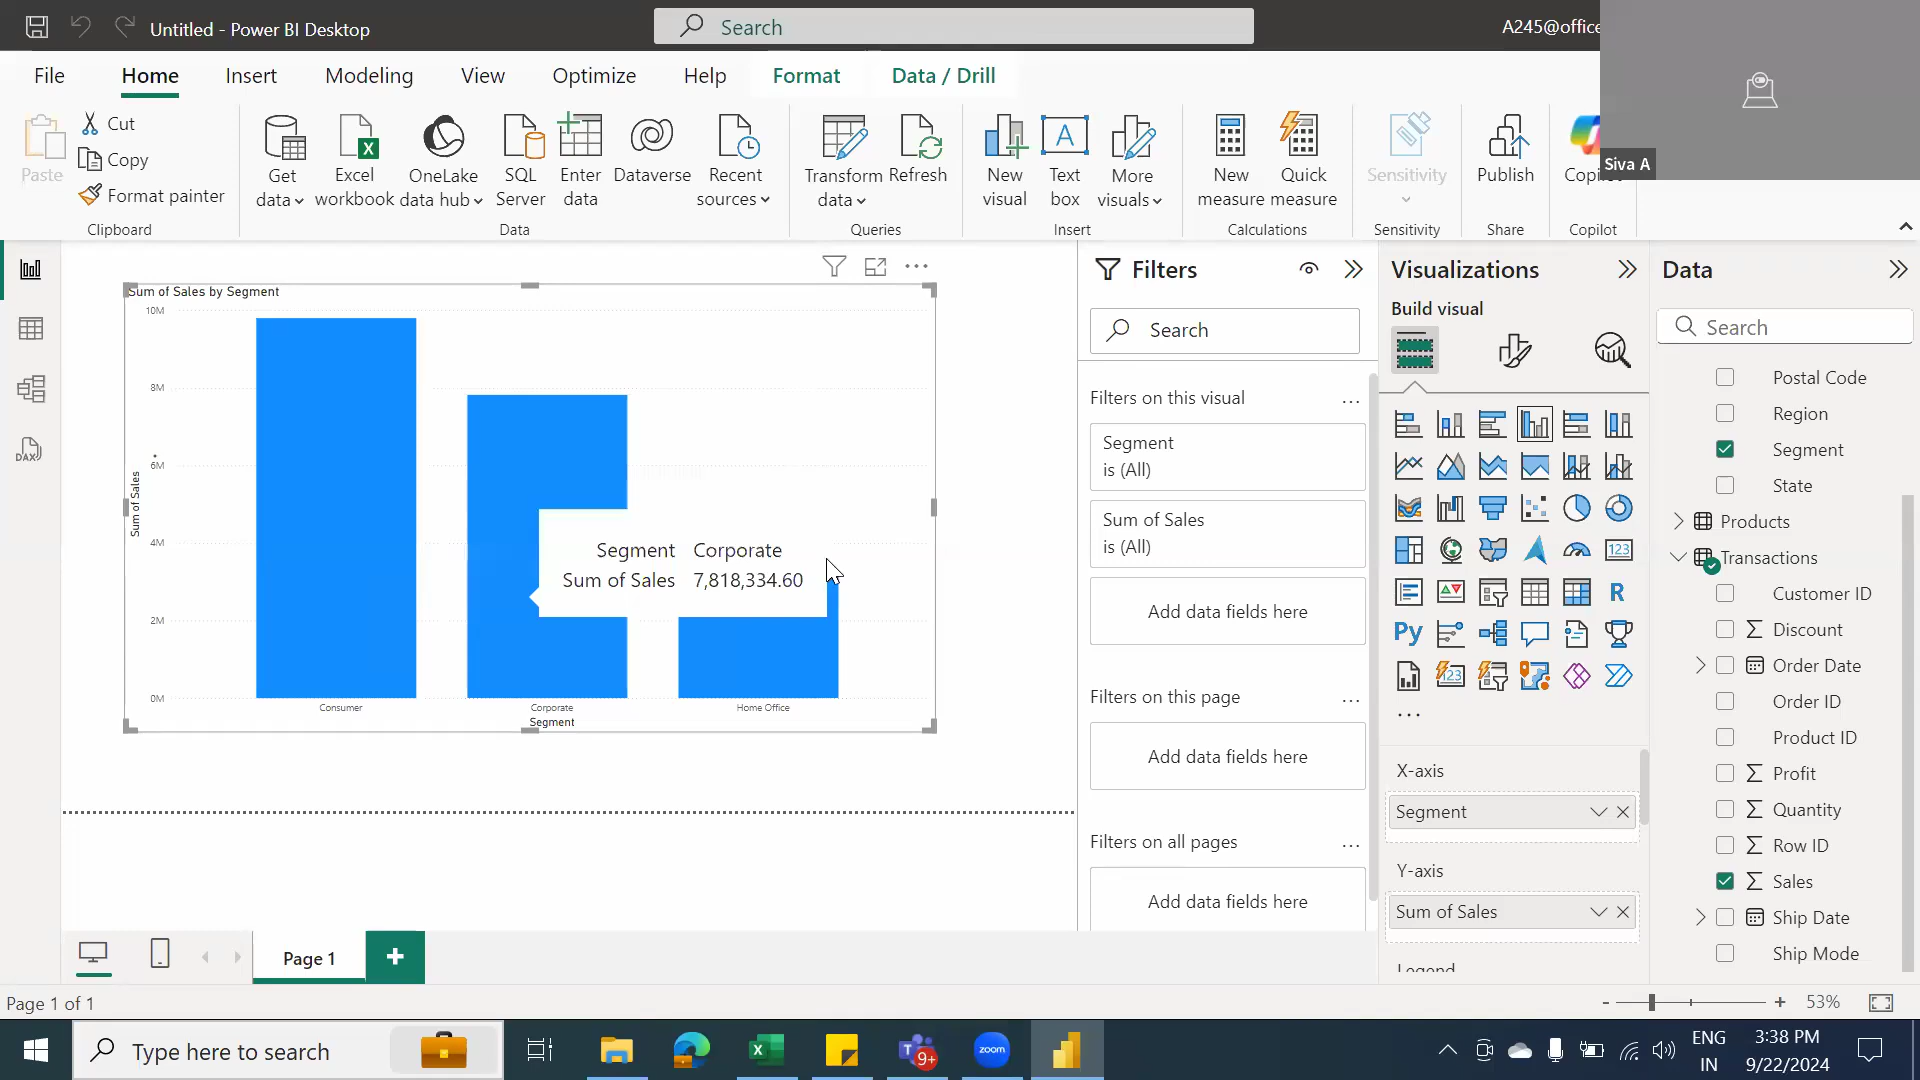 Untitled - Power BI Desktop
Search
A245@office
Siva A
File
Home
Insert
Modeling
View
Optimize
Help
Format
Data / Drill
Paste
Cut
Copy
Format painter
Clipboard
Get data
Excel workbook
OneLake data hub
SQL Server
Enter data
Dataverse
Recent sources
Data
Transform data
Refresh
Queries
New visual
Text box
More visuals
Insert
New measure
Quick measure
Calculations
Sensitivity
Sensitivity
Publish
Share
Copilot
Sum of Sales by Segment
10M
8M
6M
4M
2M
0M
Sum of Sales
Segment Corporate
Sum of Sales 7,818,334.60
Consumer
Corporate
Home Office
Segment
Filters
Search
Filters on this visual
...
Segment
is (All)
Sum of Sales
is (All)
Add data fields here
Filters on this page
...
Add data fields here
Filters on all pages
...
Add data fields here
Visualizations
Build visual
123
R
Py
123
...
X-axis
Segment
Y-axis
Sum of Sales
Legend
Data
Search
Postal Code
Region
Segment
State
Products
Transactions
Customer ID
Discount
Order Date
Order ID
Product ID
Profit
Quantity
Row ID
Sales
Ship Date
Ship Mode
DAX
Page 1
+
Page 1 of 1
- + 53%
Type here to search
9+
zoom
ENG
IN
3:38 PM
9/22/2024